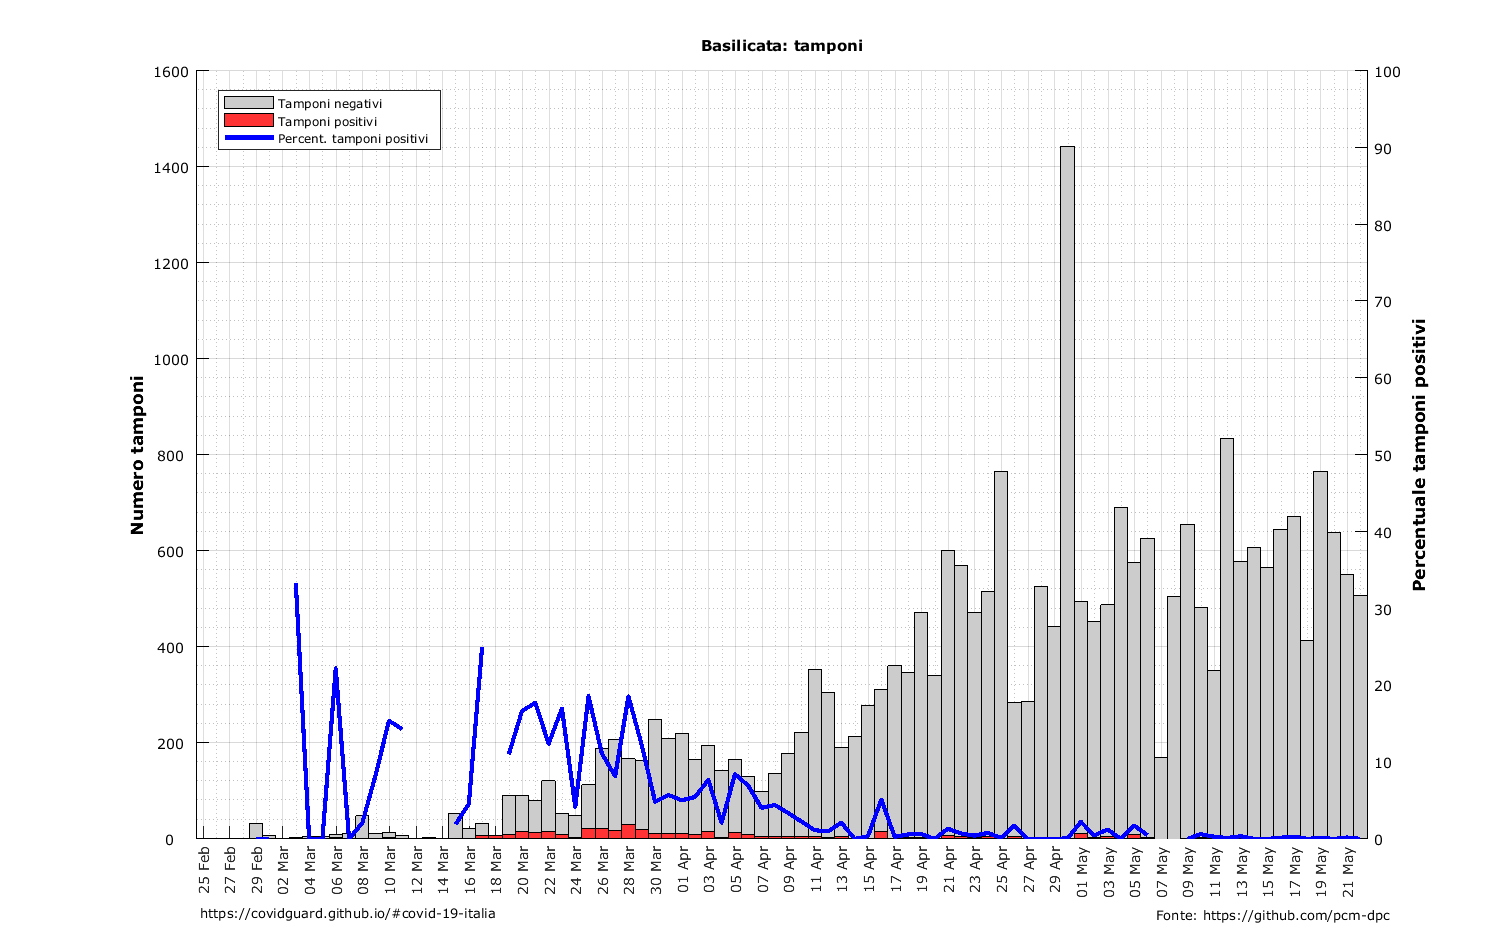 Basilicata: tamponi
Tamponi negativi
Tamponi positivi
Percent. tamponi positivi
Numero tamponi
1600
1400
1200
1000
800
600
400
200
0
Percentuale tamponi positivi
100
90
80
70
60
50
40
30
20
10
0
25 Feb
27 Feb
29 Feb
02 Mar
04 Mar
06 Mar
08 Mar
10 Mar
12 Mar
14 Mar
16 Mar
18 Mar
20 Mar
22 Mar
24 Mar
26 Mar
28 Mar
30 Mar
01 Apr
03 Apr
05 Apr
07 Apr
09 Apr
11 Apr
13 Apr
15 Apr
17 Apr
19 Apr
21 Apr
23 Apr
25 Apr
27 Apr
29 Apr
01 May
03 May
05 May
07 May
09 May
11 May
13 May
15 May
17 May
19 May
21 May
https://covidguard.github.io/#covid-19-italia
Fonte: https://github.com/pcm-dpc